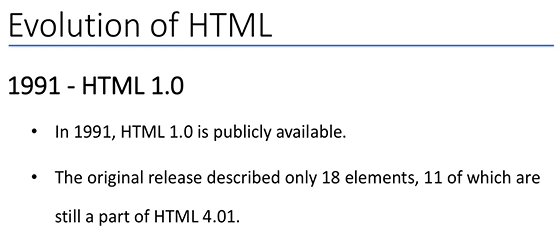 Evolution of HTML
1991 - HTML 1.0
• In 1991, HTML 1.0 is publicly available.
• The original release described only 18 elements, 11 of which are
still a part of HTML 4.01.